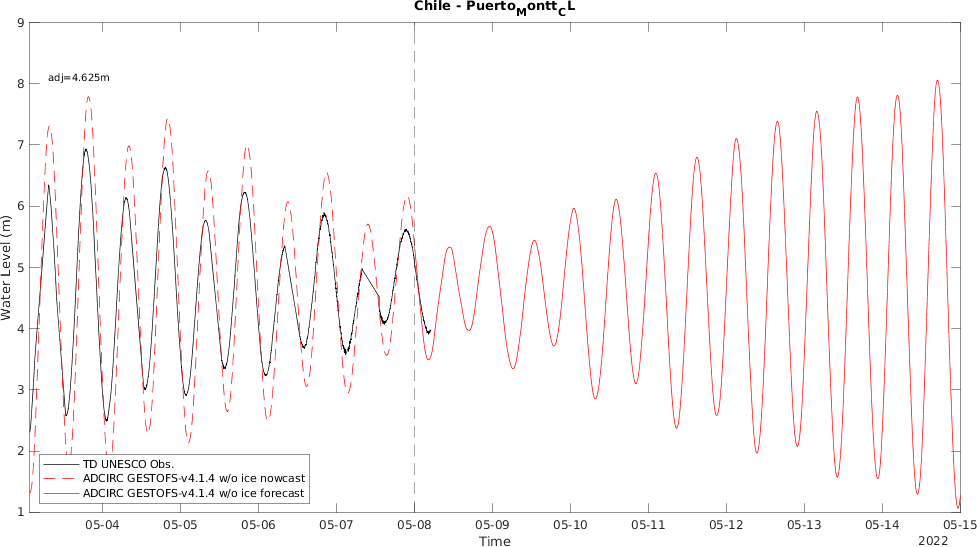 Chile - PuertoMonttCL
9
8
7
6
5
4
3
2
1
Water Level (m)
adj=4.625m
TD UNESCO Obs.
ADCIRC GESTOFS-v4.1.4 w/o ice nowcast
ADCIRC GESTOFS-v4.1.4 w/o ice forecast
05-04 05-05 05-06 05-07 05-08 05-09 05-10 05-11 05-12 05-13 05-14 05-15
Time
2022